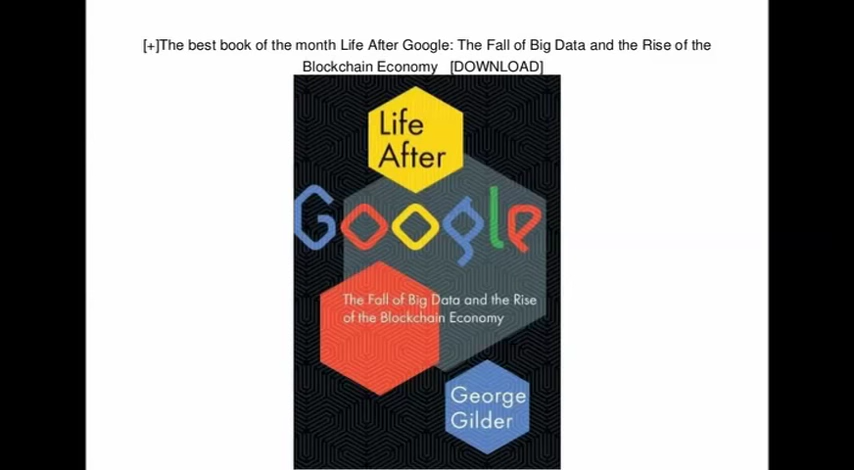 [+]The best book of the month Life After Google: The Fall of Big Data and the Rise of the
Blockchain Economy [DOWNLOAD]
Life
After
Google
The Fall of Big Data and the Rise
of the Blockchain Economy
George
Gilder